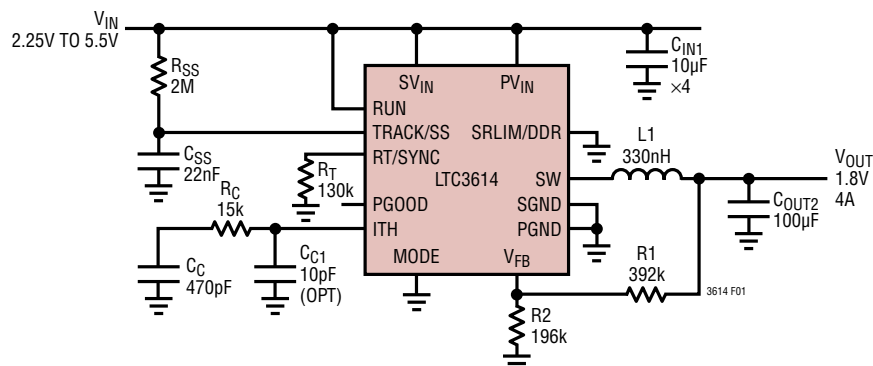 VIN
2.25V TO 5.5V
RSS
2M
CIN1
10µF
×4
SVIN
PVIN
RUN
TRACK/SS
SRLIM/DDR
CSS
22nF
RT
130k
RT/SYNC
LTC3614
SW
L1
330nH
VOUT
1.8V
4A
RC
15k
PGOOD
SGND
COUT2
100µF
ITH
PGND
CC
470pF
CC1
10pF
(OPT)
MODE
VFB
R1
392k
3614 F01
R2
196k